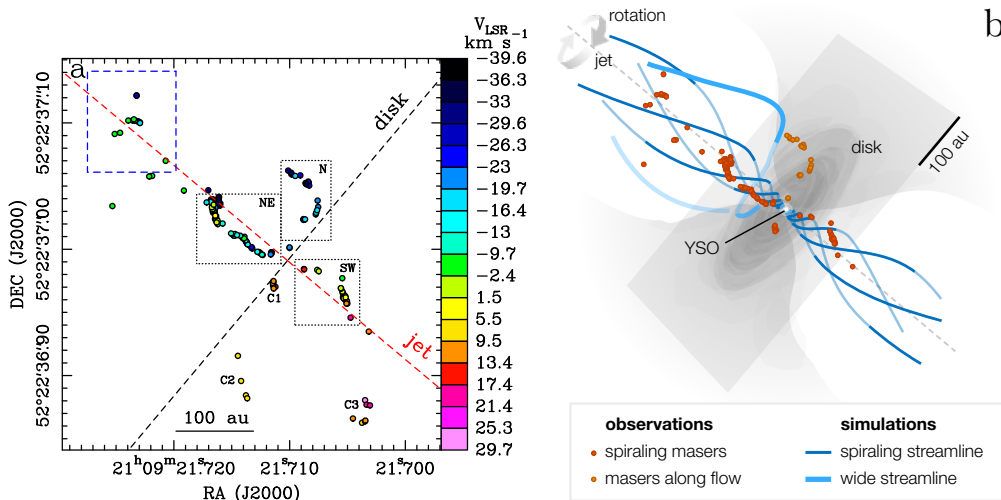 a
V_LSR
km s⁻¹
-39.6
-36.3
-33
-29.6
-26.3
-23
-19.7
-16.4
-13
-9.7
-2.4
1.5
5.5
9.5
13.4
17.4
21.4
25.3
29.7
DEC (J2000)
52°22'37"10
52°22'37"00
52°22'36"90
disk
N
NE
SW
C1
jet
C2
C3
100 au
21ʰ09ᵐ21ˢ.720
21ˢ.710
21ˢ.700
RA (J2000)
b
rotation
jet
disk
100 au
YSO
observations
spiraling masers
masers along flow
simulations
spiraling streamline
wide streamline